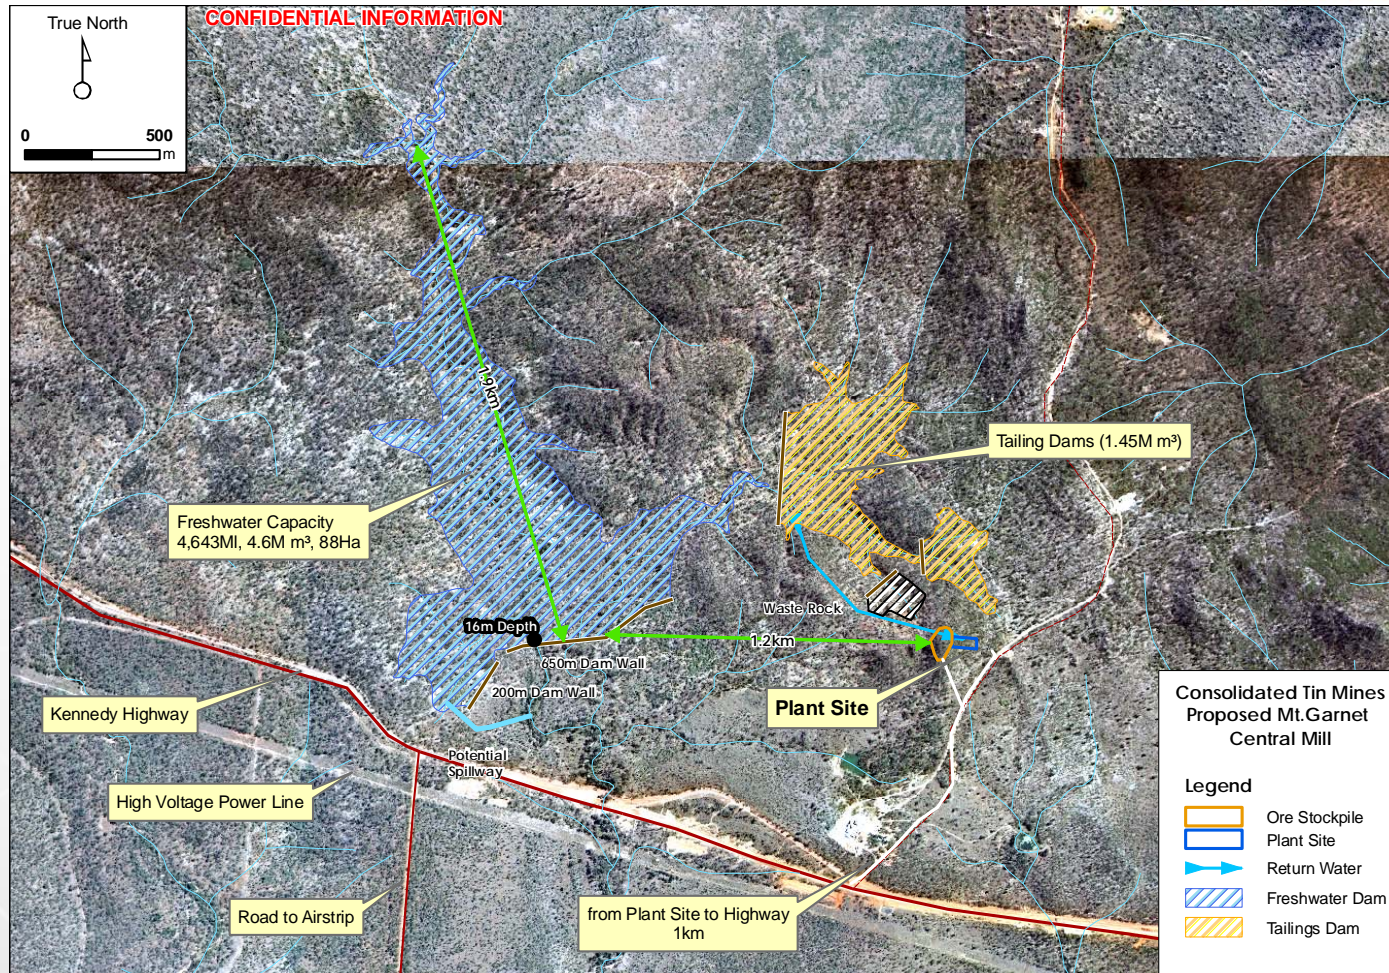 CONFIDENTIAL INFORMATION
True North
0 500
m
1.9km
Tailing Dams (1.45M m³)
Freshwater Capacity
4,643Ml, 4.6M m³, 88Ha
Waste Rock
16m Depth
1.2km
650m Dam Wall
200m Dam Wall
Plant Site
Kennedy Highway
Potential
Spillway
High Voltage Power Line
Road to Airstrip
from Plant Site to Highway
1km
Consolidated Tin Mines
Proposed Mt.Garnet
Central Mill
Legend
Ore Stockpile
Plant Site
Return Water
Freshwater Dam
Tailings Dam